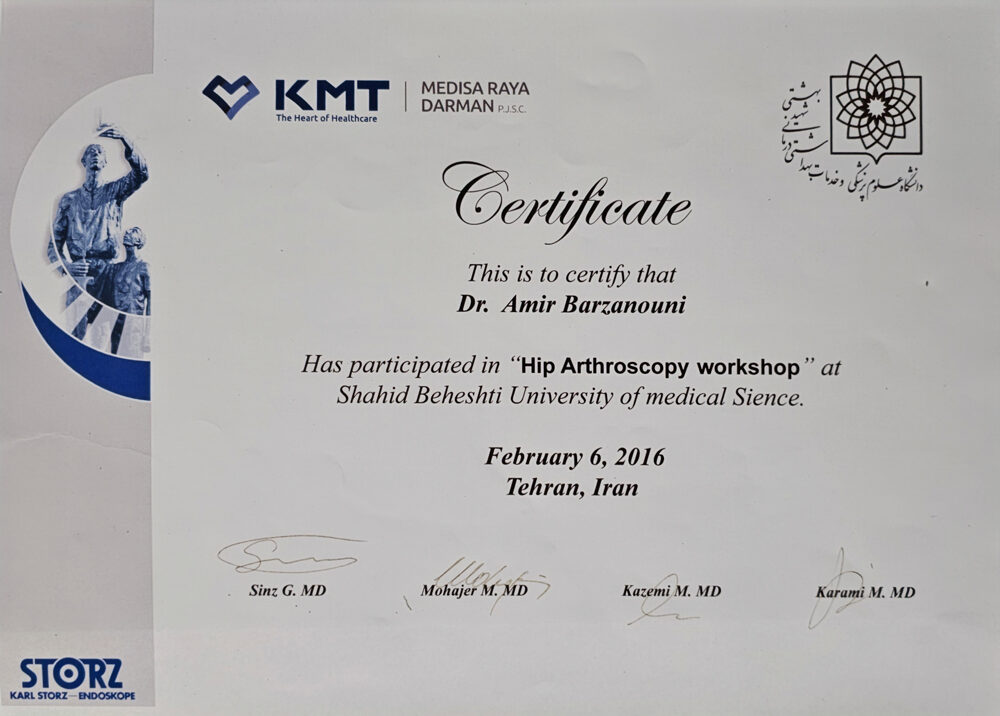 KMT
The Heart of Healthcare
MEDISA RAYA
DARMAN P.J.S.C.
بهشتی
شهید
دانشگاه علوم پزشکی و خدمات بهداشتی درمانی
Certificate
This is to certify that
Dr. Amir Barzanouni
Has participated in “Hip Arthroscopy workshop” at
Shahid Beheshti University of medical Sience.
February 6, 2016
Tehran, Iran
Sinz G. MD
Mohajer M. MD
Kazemi M. MD
Karami M. MD
STORZ
KARL STORZ—ENDOSKOPE